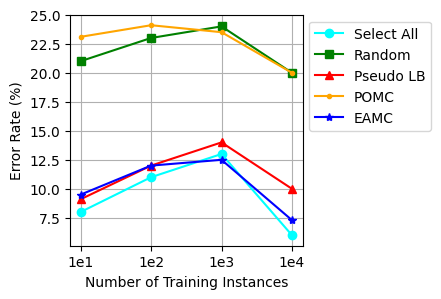 25.0
22.5
20.0
17.5
15.0
12.5
10.0
7.5
Error Rate (%)
1e1 1e2 1e3 1e4
Number of Training Instances
Select All
Random
Pseudo LB
POMC
EAMC